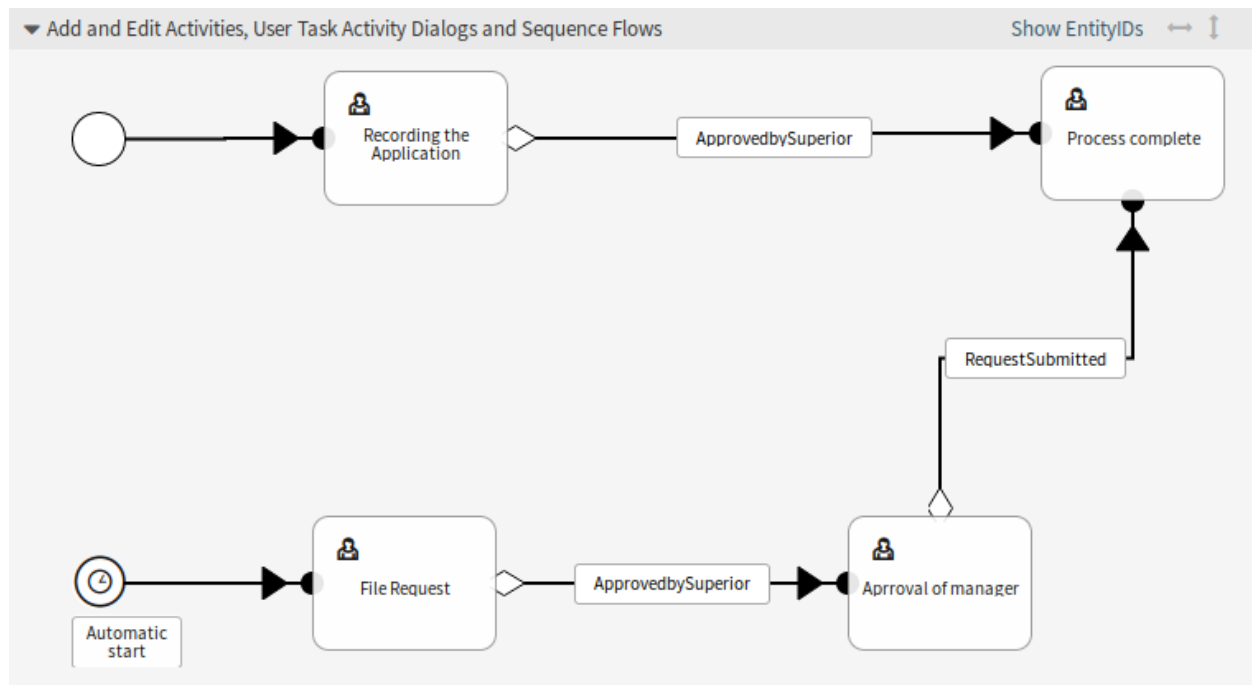 Add and Edit Activities, User Task Activity Dialogs and Sequence Flows
Show EntityIDs
Recording the
Application
ApprovedbySuperior
Process complete
RequestSubmitted
File Request
ApprovedbySuperior
Aprroval of manager
Automatic
start